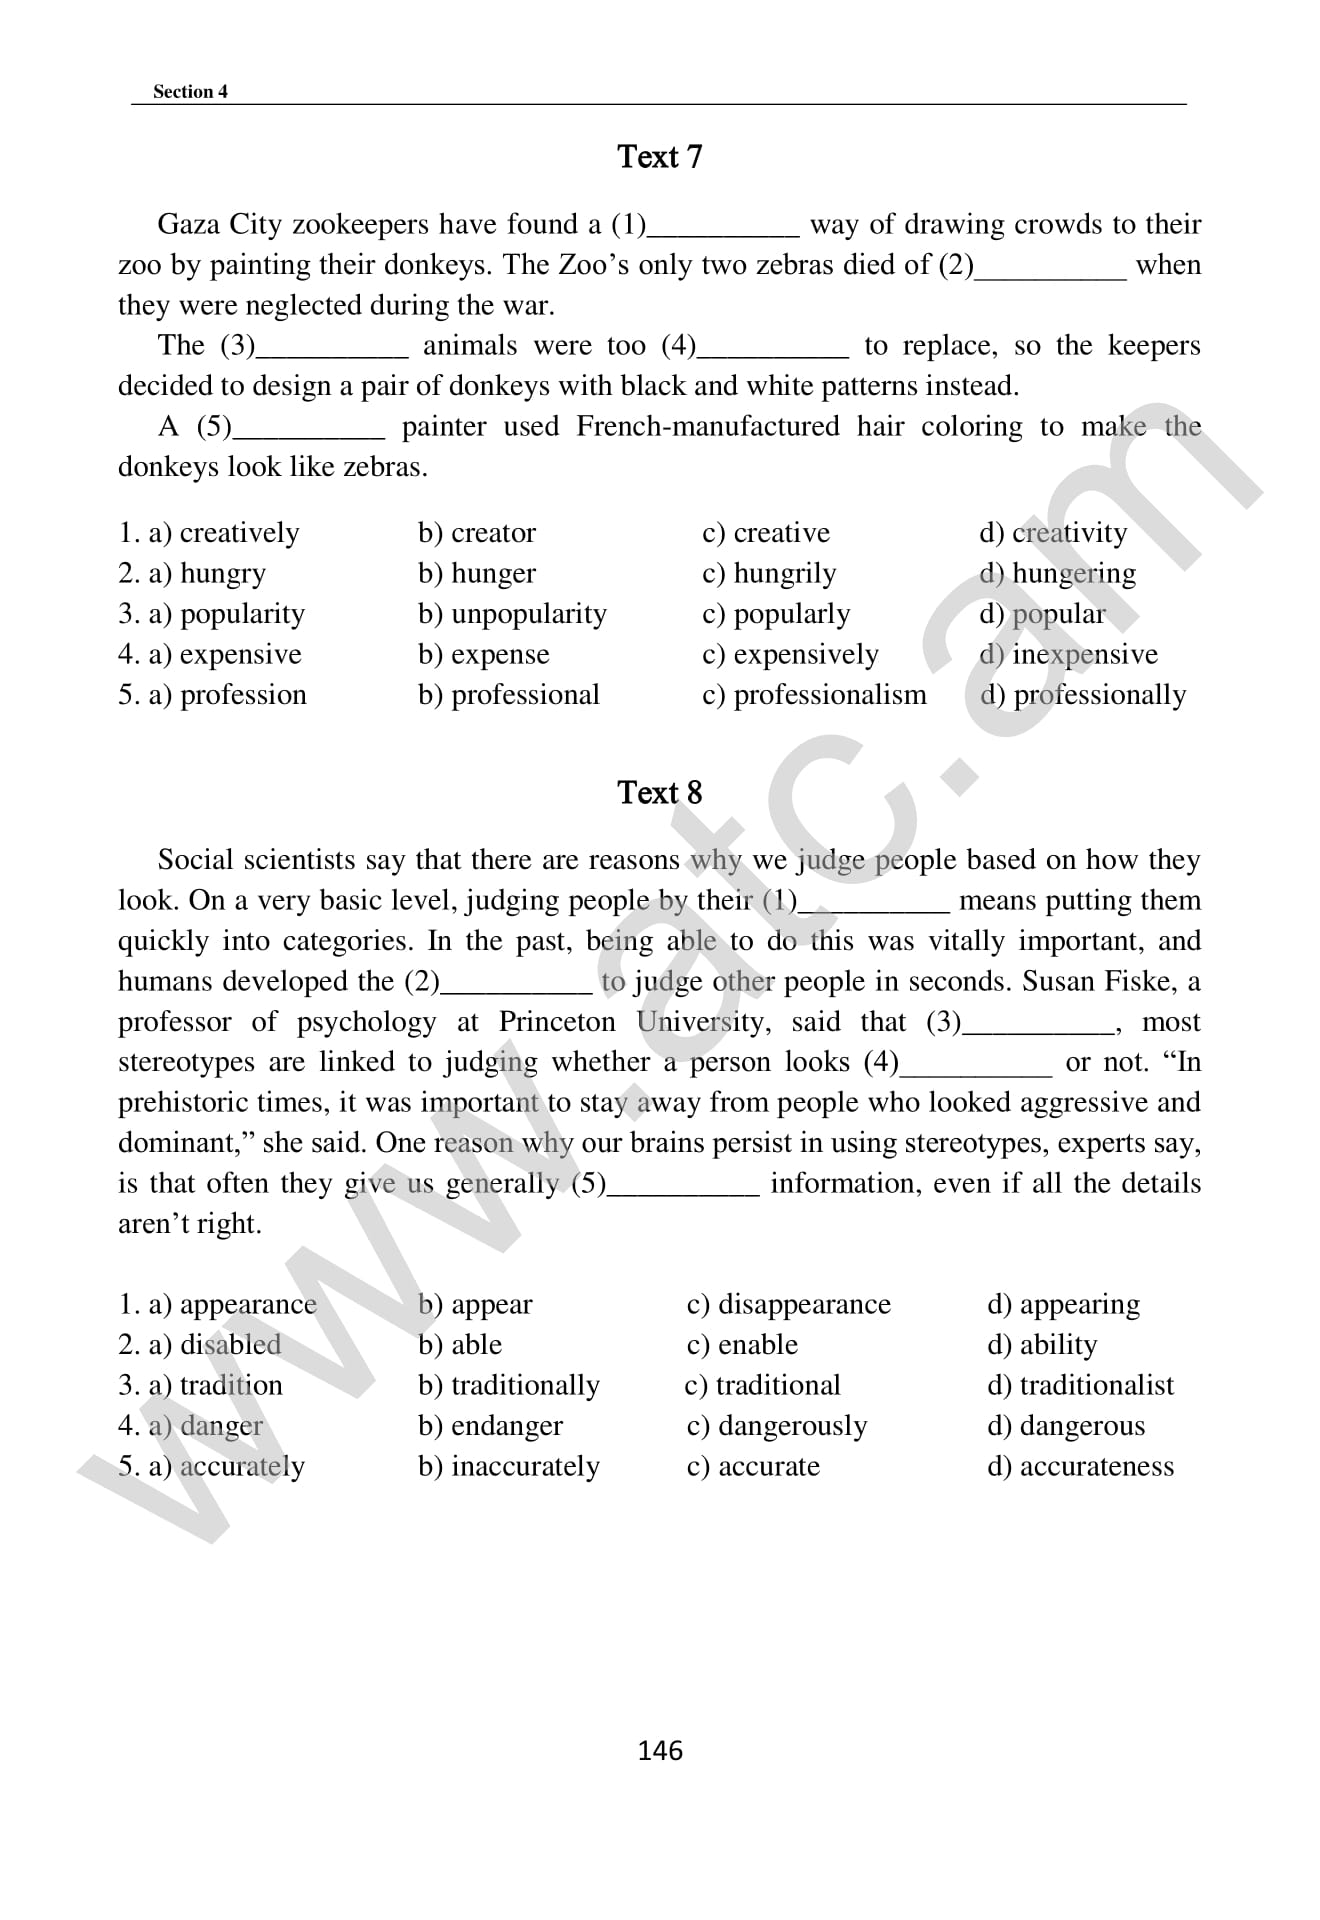 Section 4
Text 7
Gaza City zookeepers have found a (1)__________ way of drawing crowds to their
zoo by painting their donkeys. The Zoo’s only two zebras died of (2)__________ when
they were neglected during the war.
The (3)__________ animals were too (4)__________ to replace, so the keepers
decided to design a pair of donkeys with black and white patterns instead.
A (5)__________ painter used French-manufactured hair coloring to make the
donkeys look like zebras.
1. a) creatively b) creator c) creative d) creativity
2. a) hungry b) hunger c) hungrily d) hungering
3. a) popularity b) unpopularity c) popularly d) popular
4. a) expensive b) expense c) expensively d) inexpensive
5. a) profession b) professional c) professionalism d) professionally
Text 8
Social scientists say that there are reasons why we judge people based on how they
look. On a very basic level, judging people by their (1)__________ means putting them
quickly into categories. In the past, being able to do this was vitally important, and
humans developed the (2)__________ to judge other people in seconds. Susan Fiske, a
professor of psychology at Princeton University, said that (3)__________, most
stereotypes are linked to judging whether a person looks (4)__________ or not. “In
prehistoric times, it was important to stay away from people who looked aggressive and
dominant,” she said. One reason why our brains persist in using stereotypes, experts say,
is that often they give us generally (5)__________ information, even if all the details
aren’t right.
1. a) appearance b) appear c) disappearance d) appearing
2. a) disabled b) able c) enable d) ability
3. a) tradition b) traditionally c) traditional d) traditionalist
4. a) danger b) endanger c) dangerously d) dangerous
5. a) accurately b) inaccurately c) accurate d) accurateness
146
www.atc.am